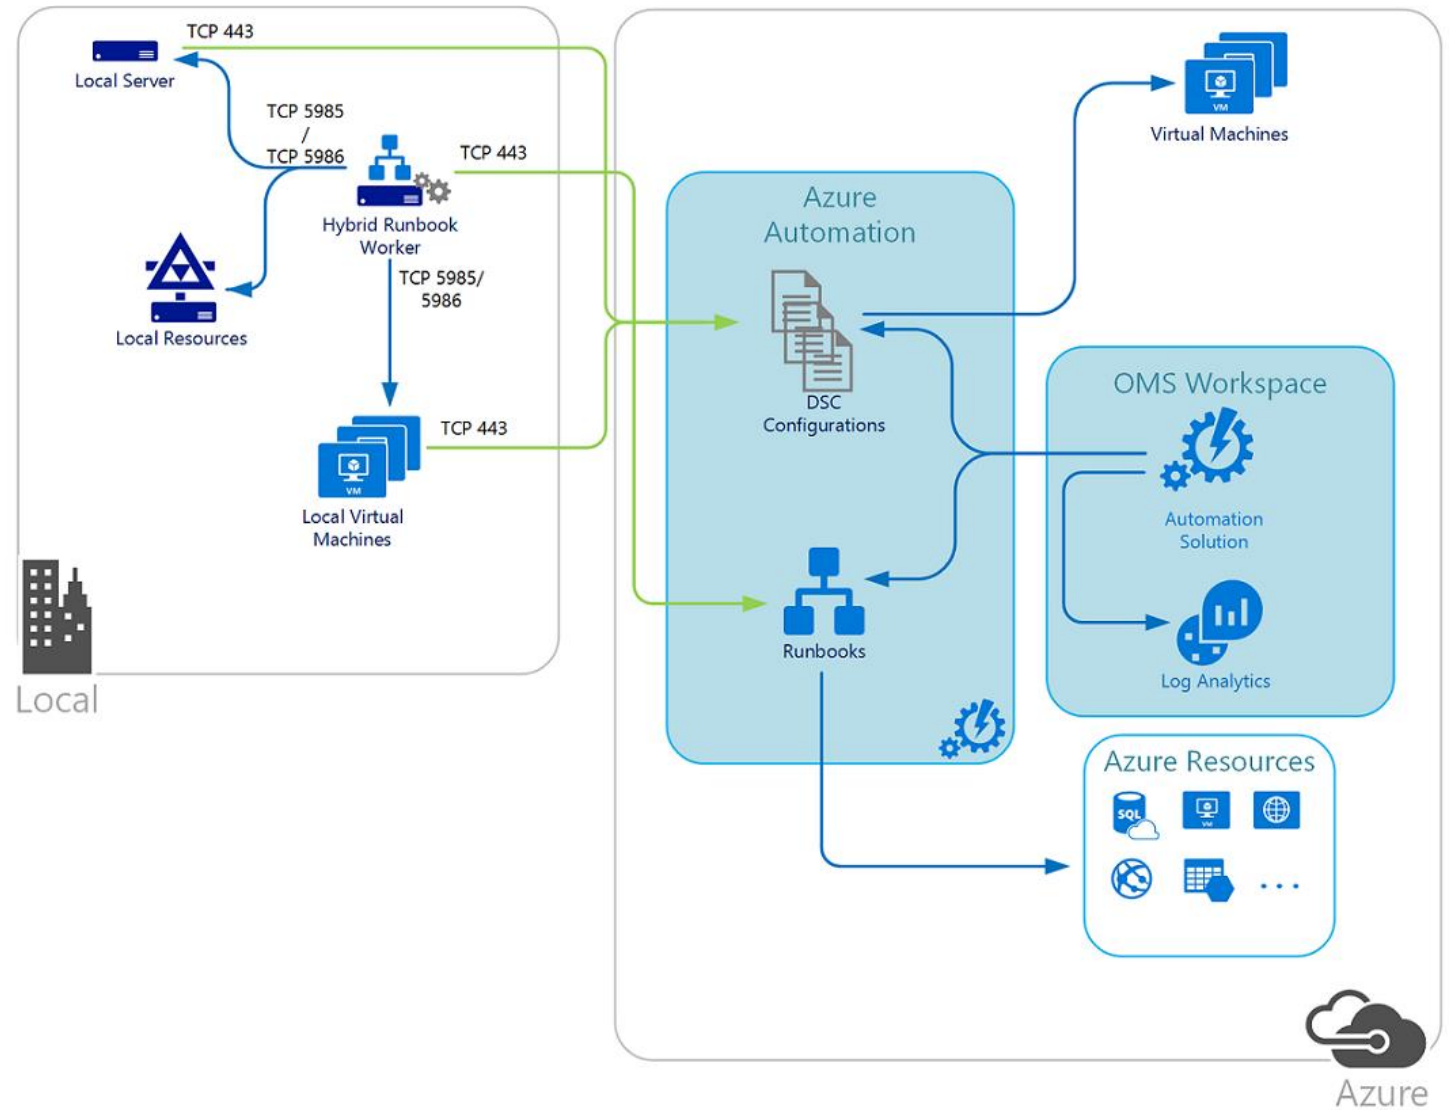 TCP 443
Local Server
TCP 5985
/
TCP 5986
TCP 443
Hybrid Runbook
Worker
TCP 5985/
5986
Local Resources
TCP 443
VM
Local Virtual
Machines
Local
VM
Virtual Machines
Azure
Automation
DSC
Configurations
Runbooks
OMS Workspace
Automation
Solution
Log Analytics
Azure Resources
SQL
VM
...
Azure